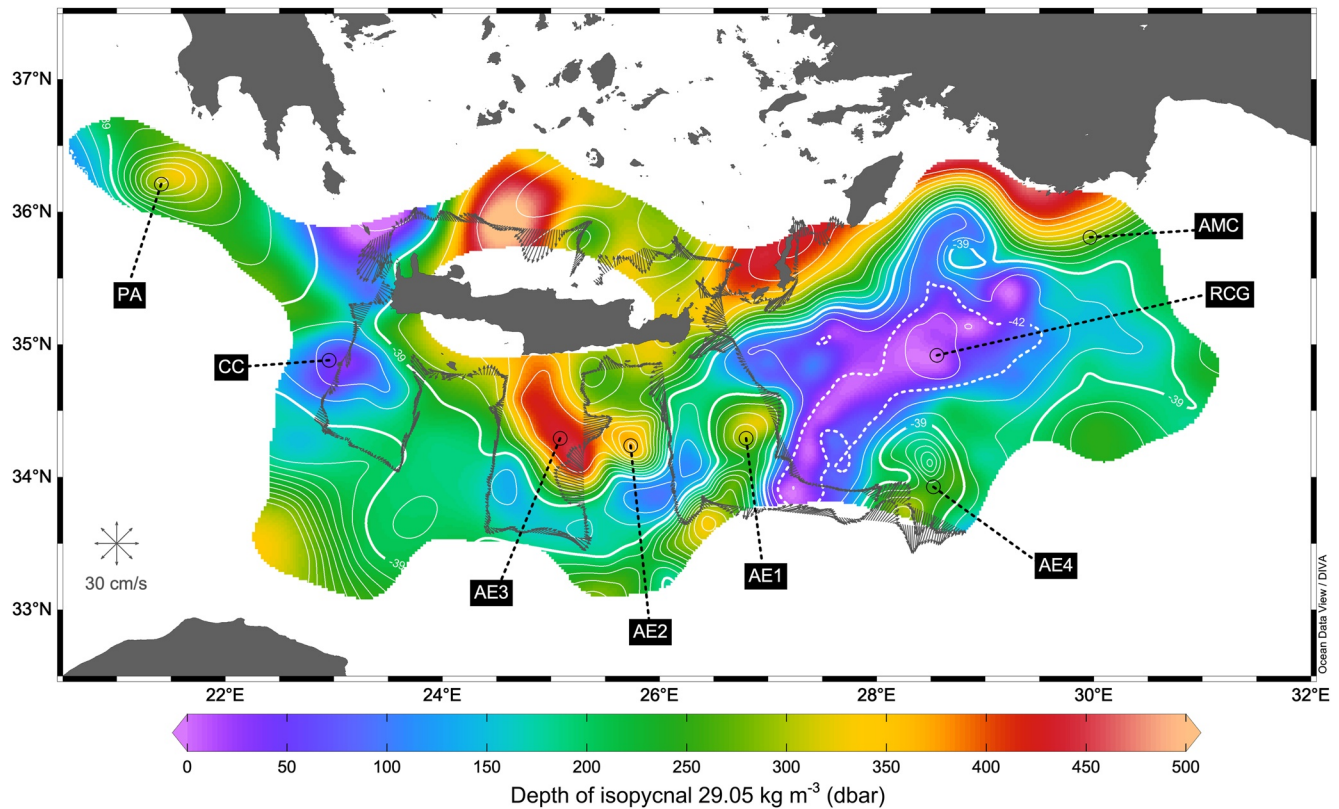 37°N
36°N
35°N
34°N
33°N
22°E
24°E
26°E
28°E
30°E
32°E
PA
CC
AE3
AE2
AE1
AE4
AMC
RCG
-39
-39
-39
-39
-39
-39
-42
30 cm/s
Ocean Data View / DIVA
0
50
100
150
200
250
300
350
400
450
500
Depth of isopycnal 29.05 kg m⁻³ (dbar)